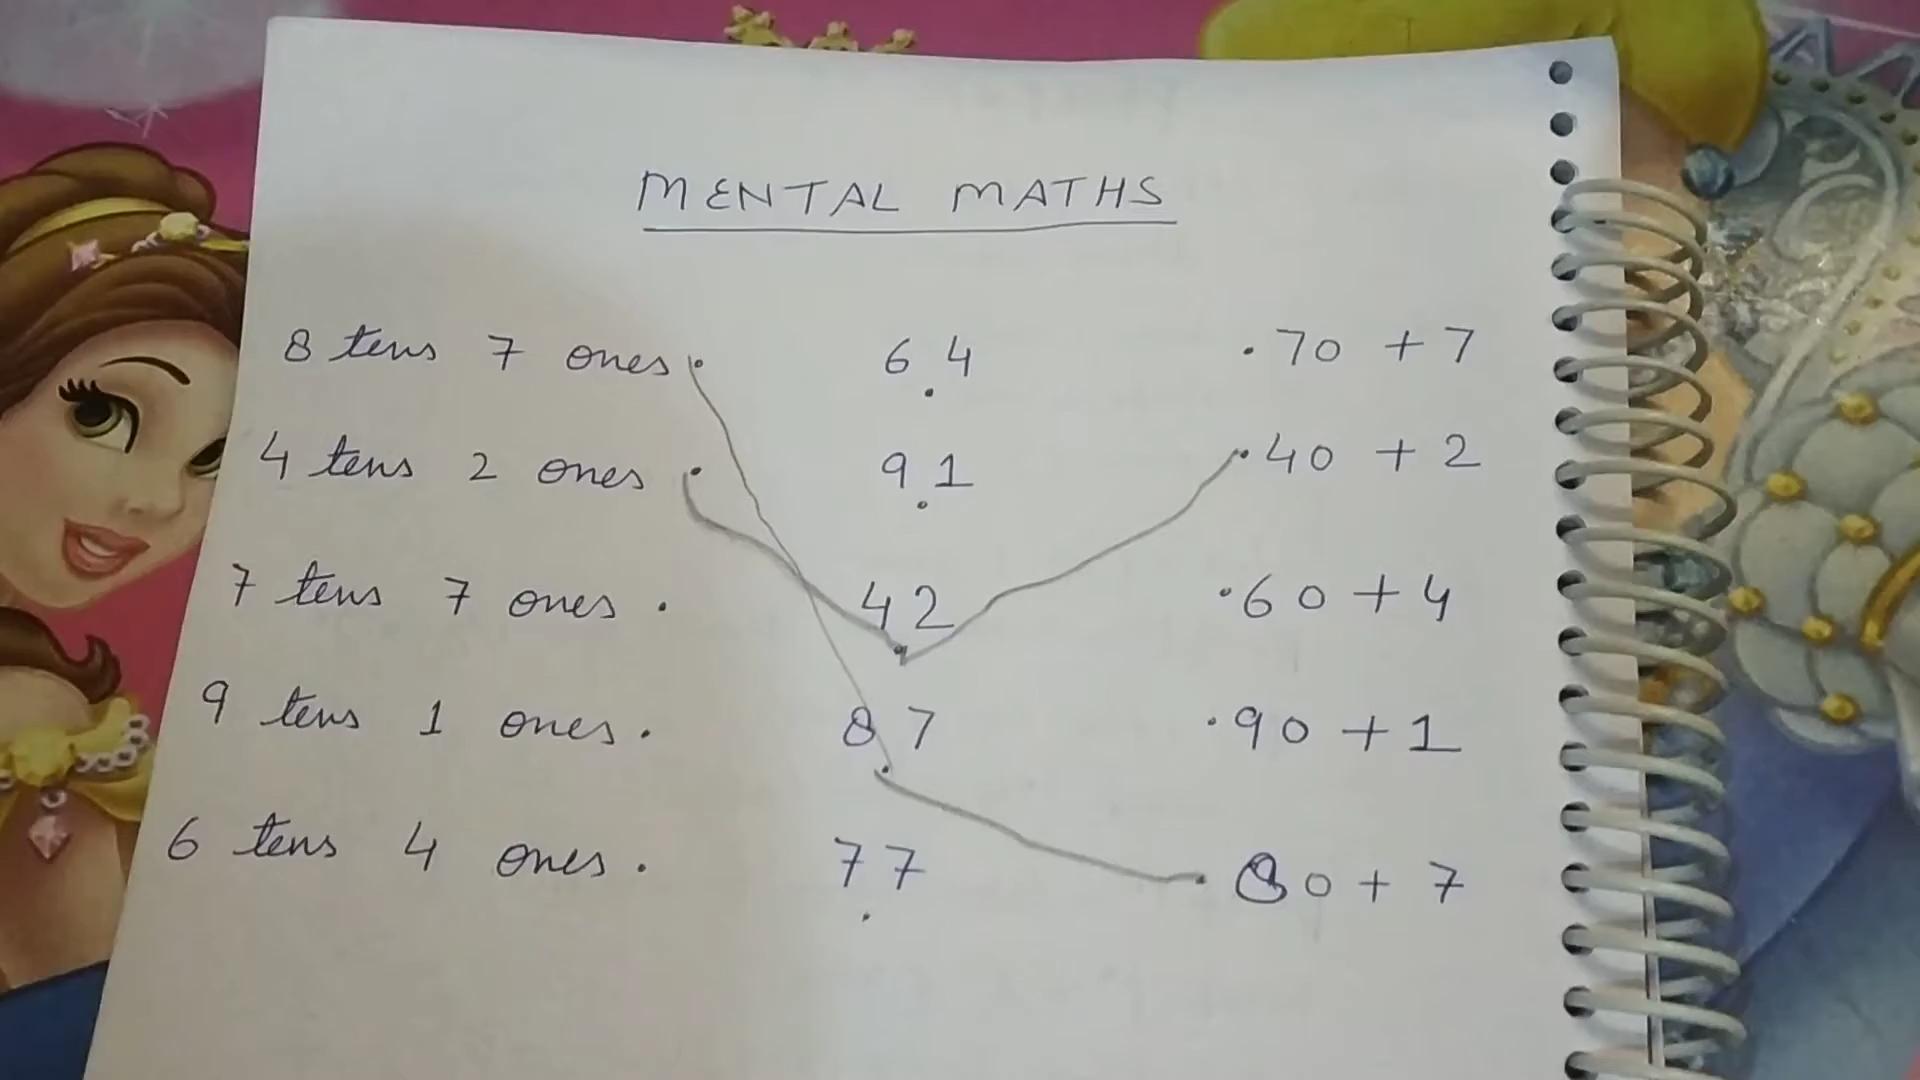 MENTAL MATHS
8 tens 7 ones 64 70 + 7
4 tens 2 ones 91 40 + 2
7 tens 7 ones 42 60 + 4
9 tens 1 ones 87 90 + 1
6 tens 4 ones 77 80 + 7